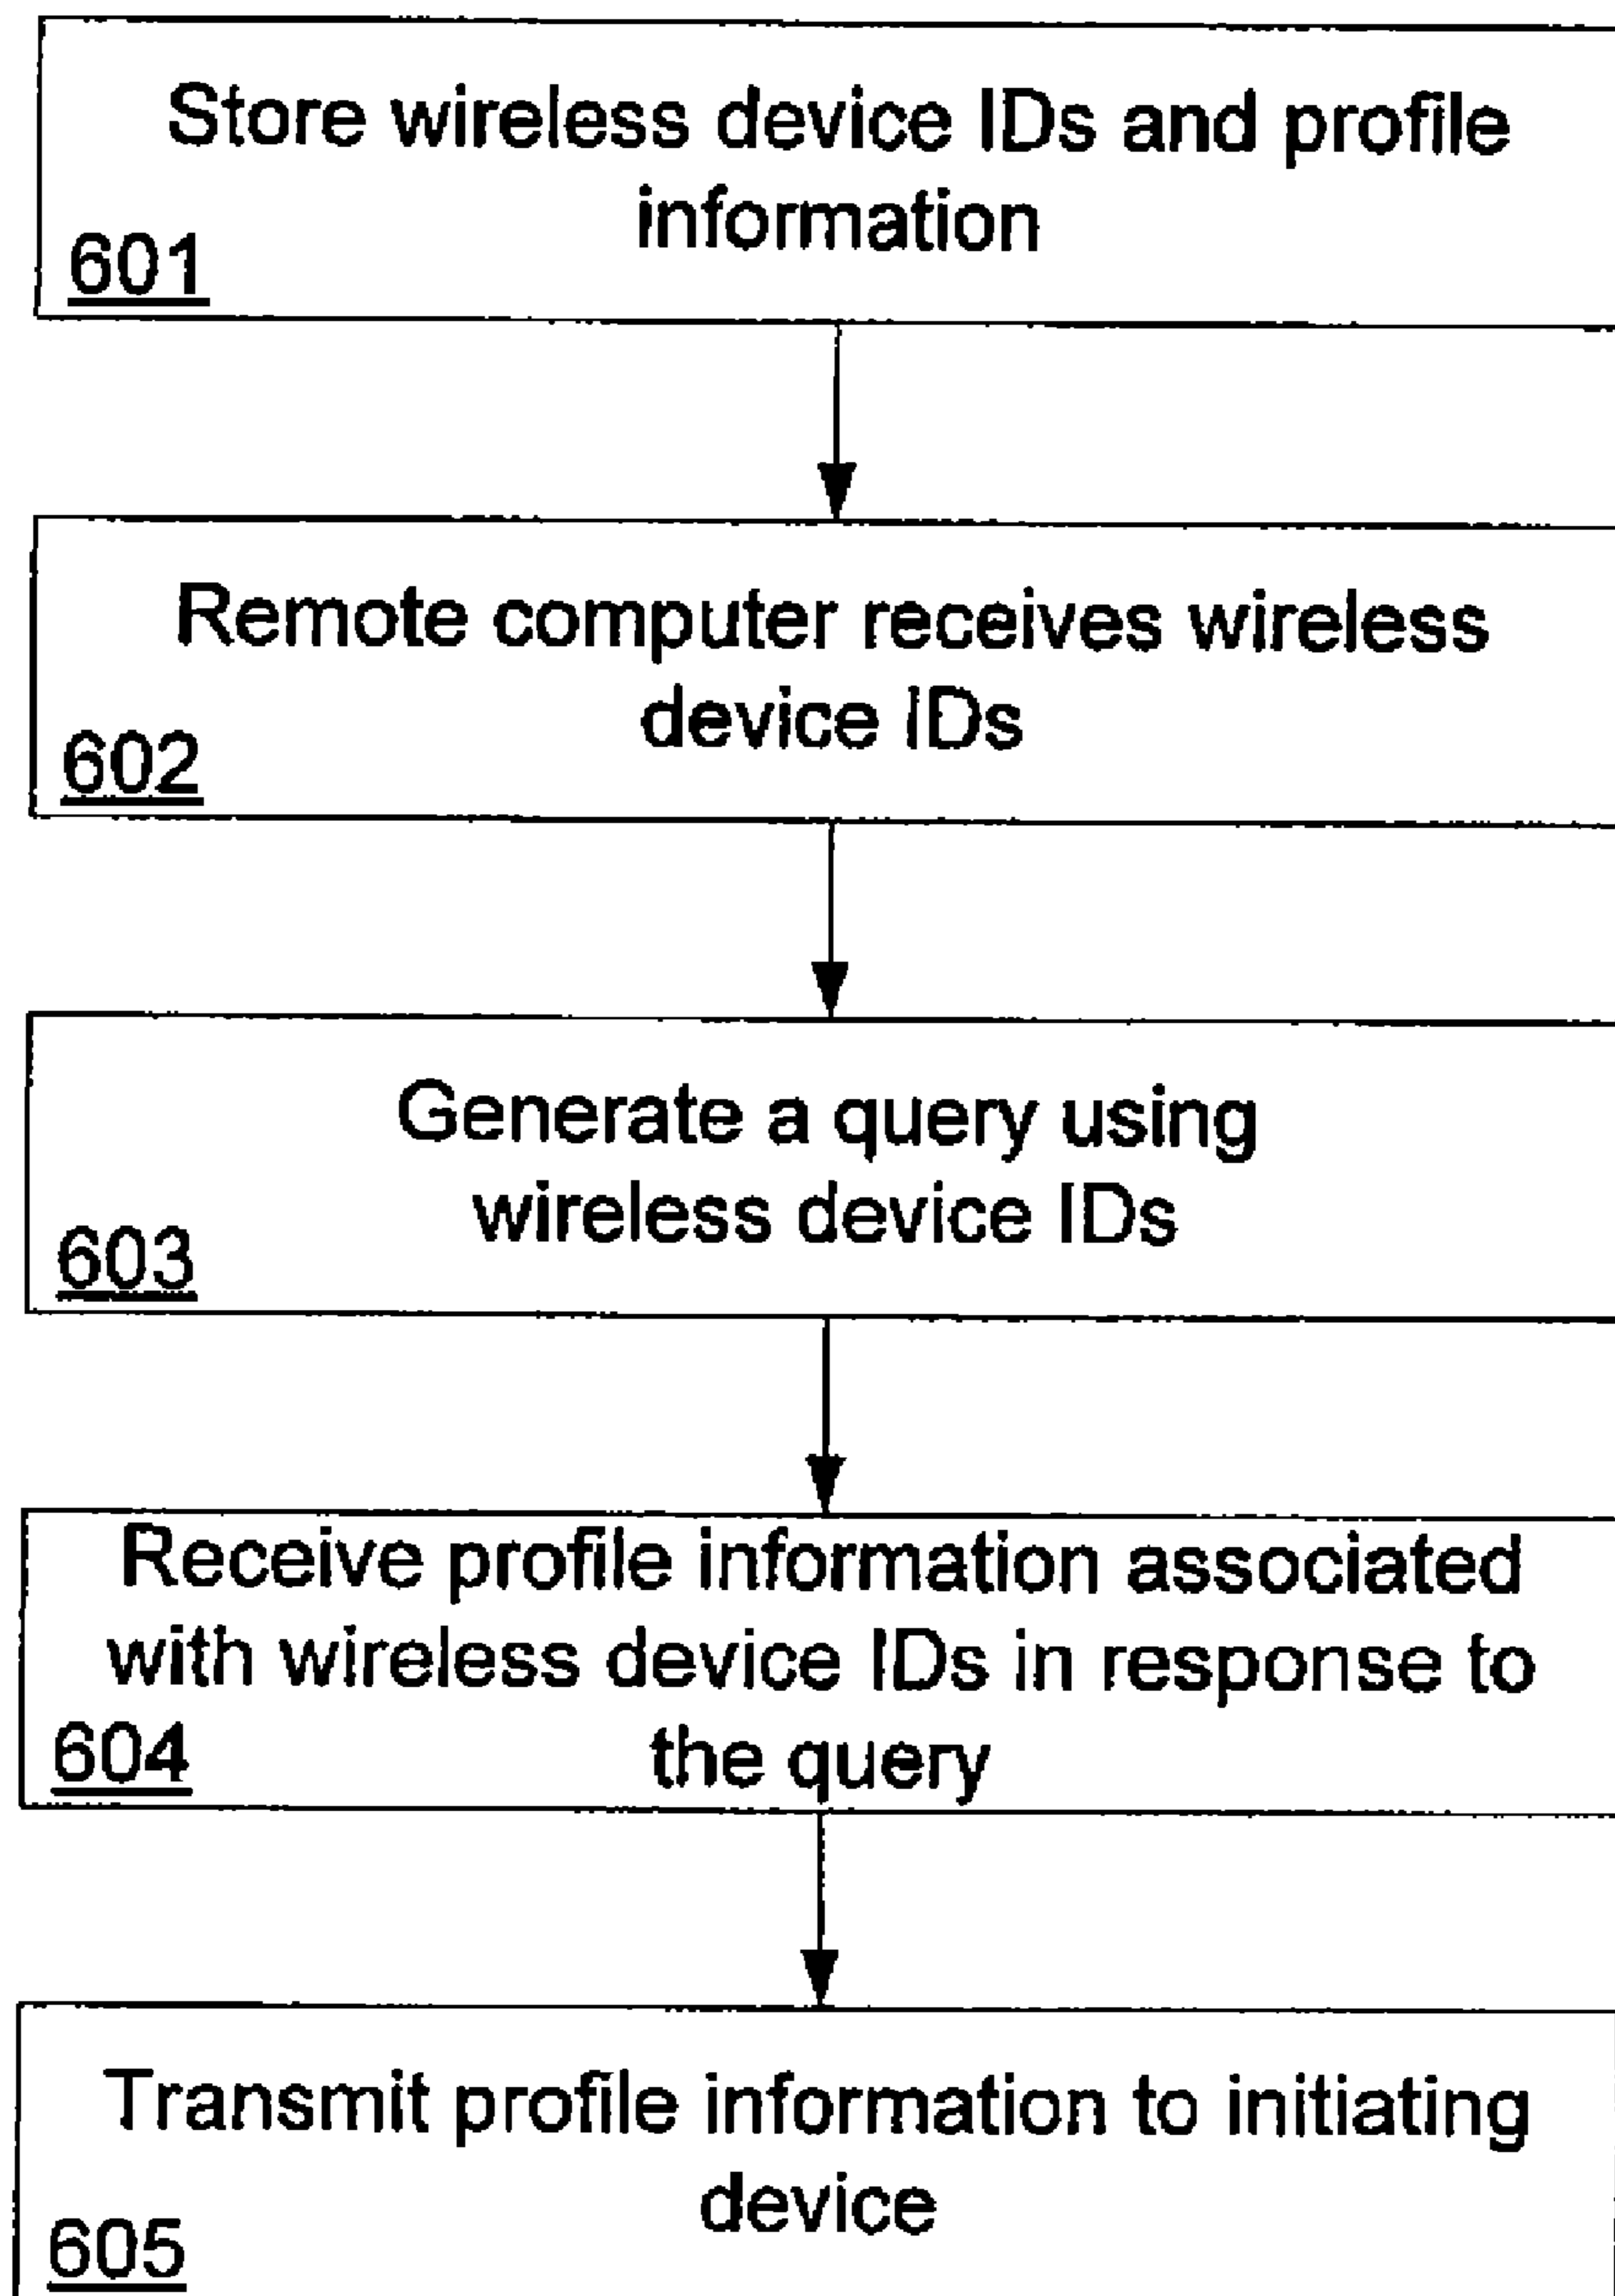 Store wireless device IDs and profile
information
601
Remote computer receives wireless
device IDs
602
Generate a query using
wireless device IDs
603
Receive profile information associated
with wireless device IDs in response to
the query
604
Transmit profile information to initiating
device
605